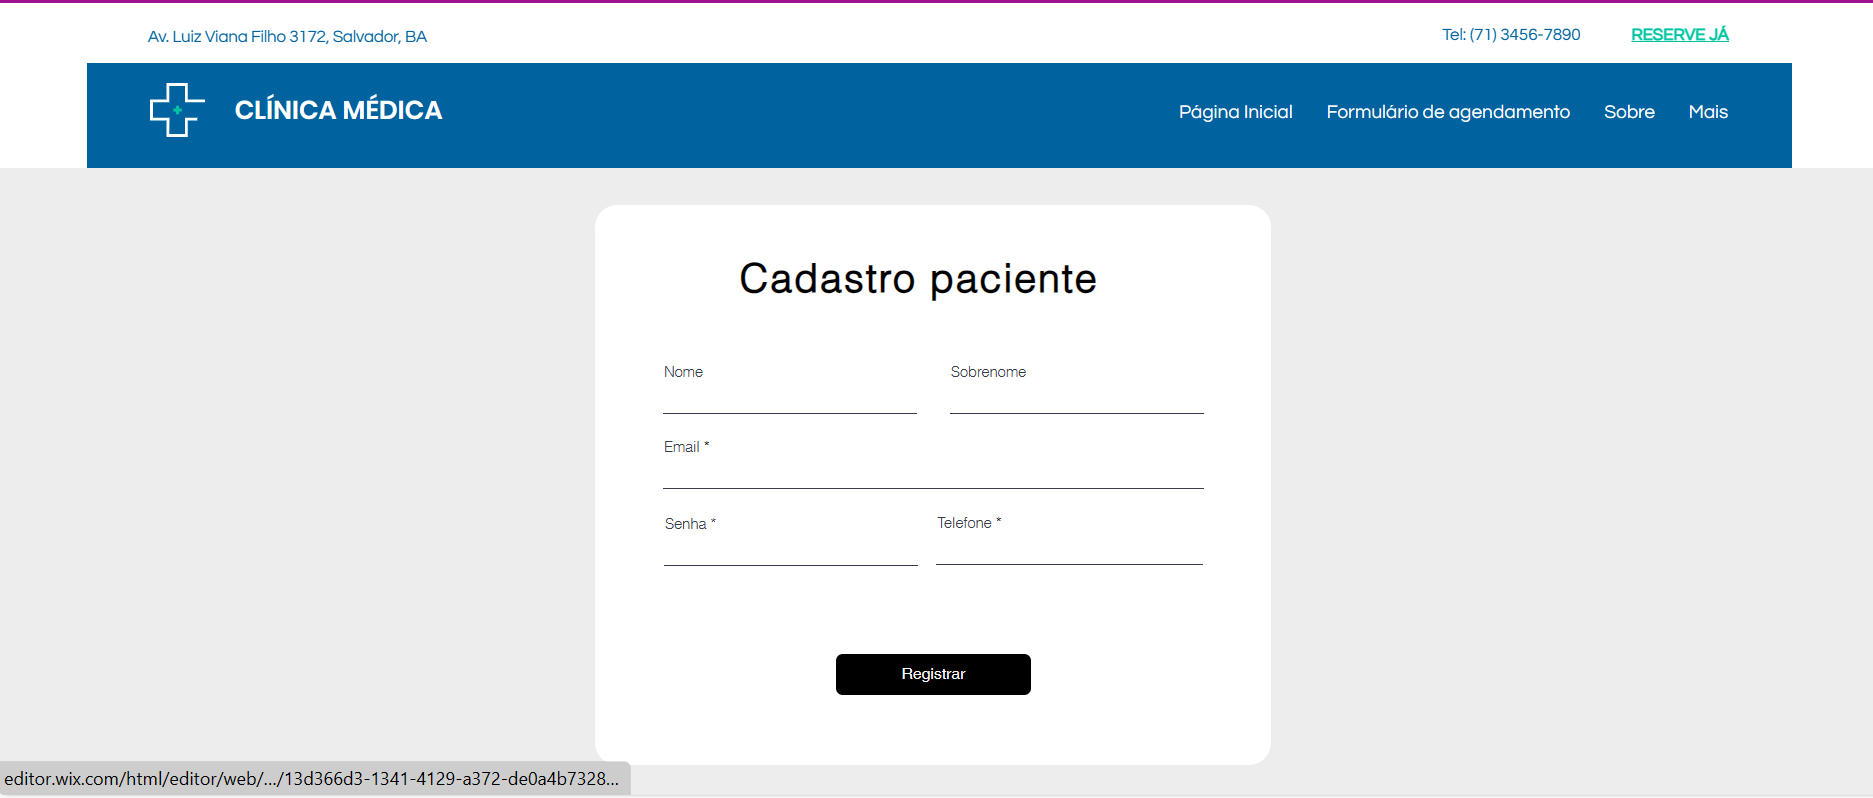 Av. Luiz Viana Filho 3172, Salvador, BA
Tel: (71) 3456-7890
RESERVE JÁ
CLÍNICA MÉDICA
Página Inicial
Formulário de agendamento
Sobre
Mais
Cadastro paciente
Nome
Sobrenome
Email *
Senha *
Telefone *
Registrar
editor.wix.com/html/editor/web/.../13d366d3-1341-4129-a372-de0a4b7328...